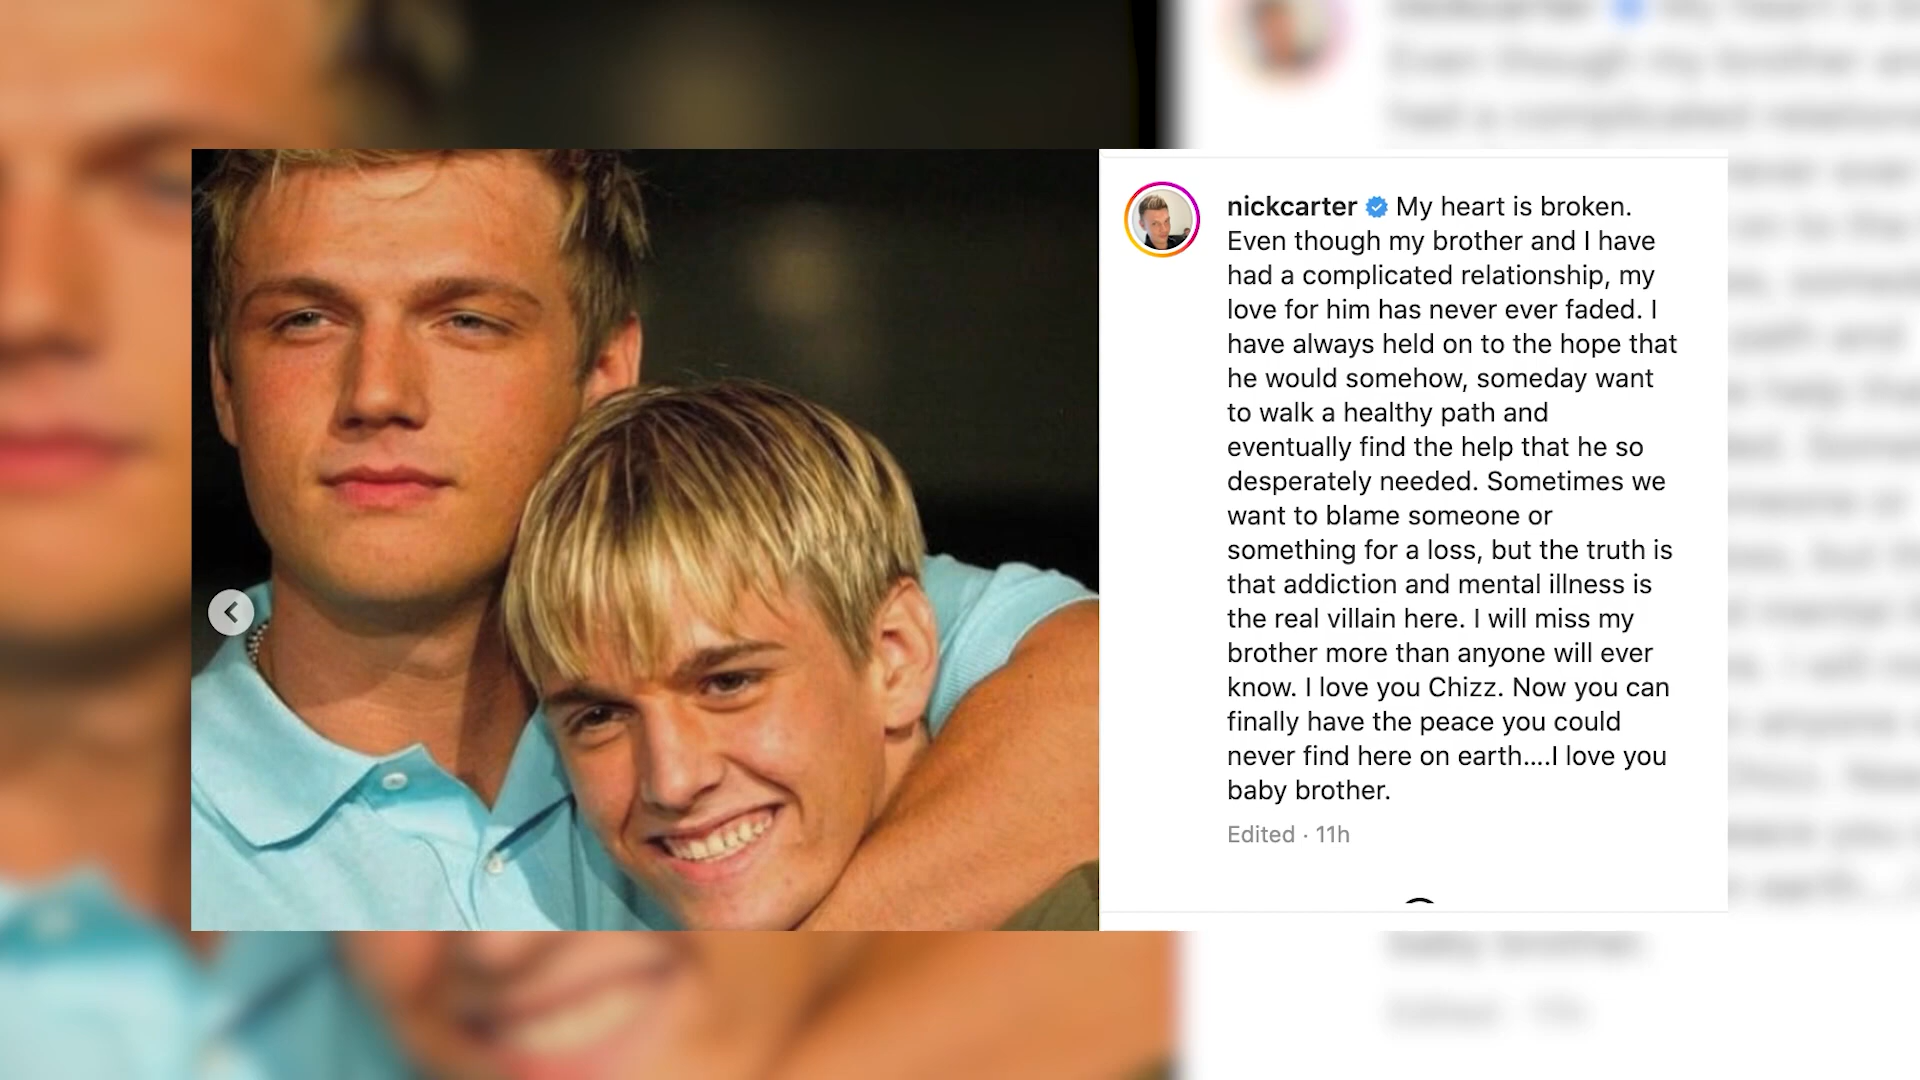 nickcarter My heart is broken.
Even though my brother and I have
had a complicated relationship, my
love for him has never ever faded. I
have always held on to the hope that
he would somehow, someday want
to walk a healthy path and
eventually find the help that he so
desperately needed. Sometimes we
want to blame someone or
something for a loss, but the truth is
that addiction and mental illness is
the real villain here. I will miss my
brother more than anyone will ever
know. I love you Chizz. Now you can
finally have the peace you could
never find here on earth....I love you
baby brother.
Edited · 11h